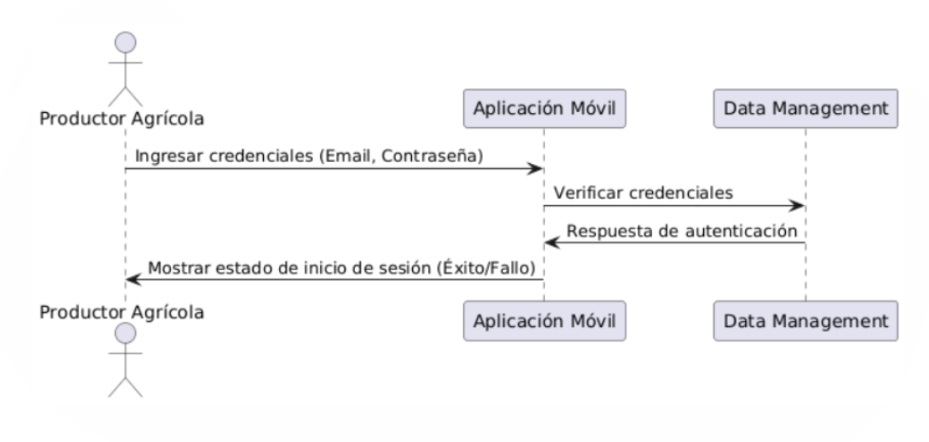 Productor Agrícola
Aplicación Móvil
Data Management
Ingresar credenciales (Email, Contraseña)
Verificar credenciales
Respuesta de autenticación
Mostrar estado de inicio de sesión (Éxito/Fallo)
Productor Agrícola
Aplicación Móvil
Data Management